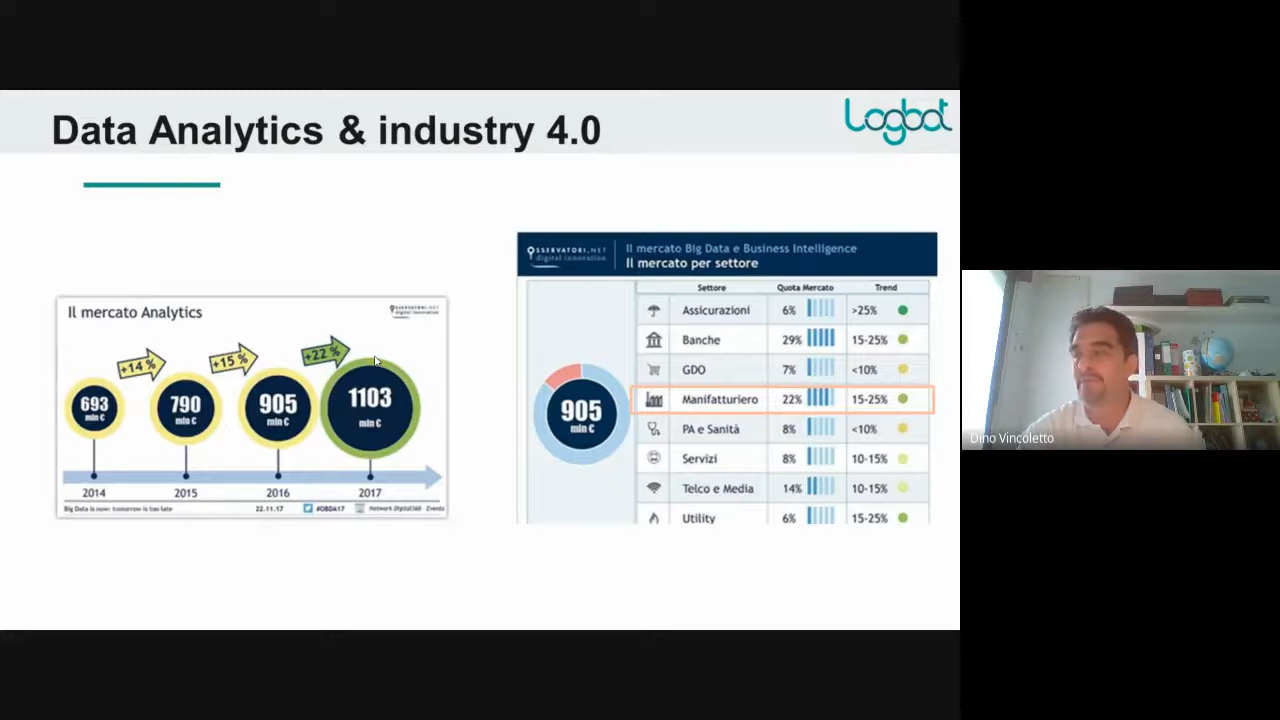 Data Analytics & industry 4.0
Logbot
Il mercato Analytics
OSSERVATORI.NET
digital innovation
+14 %
+15 %
+22 %
693
mln €
790
mln €
905
mln €
1103
mln €
2014
2015
2016
2017
Big Data is now: tomorrow is too late
22.11.17
#OBDA17
Network Digital360 - Events
OSSERVATORI.NET
digital innovation
Il mercato Big Data e Business Intelligence
Il mercato per settore
905
mln €
Settore Quota Mercato Trend
Assicurazioni 6% >25%
Banche 29% 15-25%
GDO 7% <10%
Manifatturiero 22% 15-25%
PA e Sanità 8% <10%
Servizi 8% 10-15%
Telco e Media 14% 10-15%
Utility 6% 15-25%
Dino Vincoletto